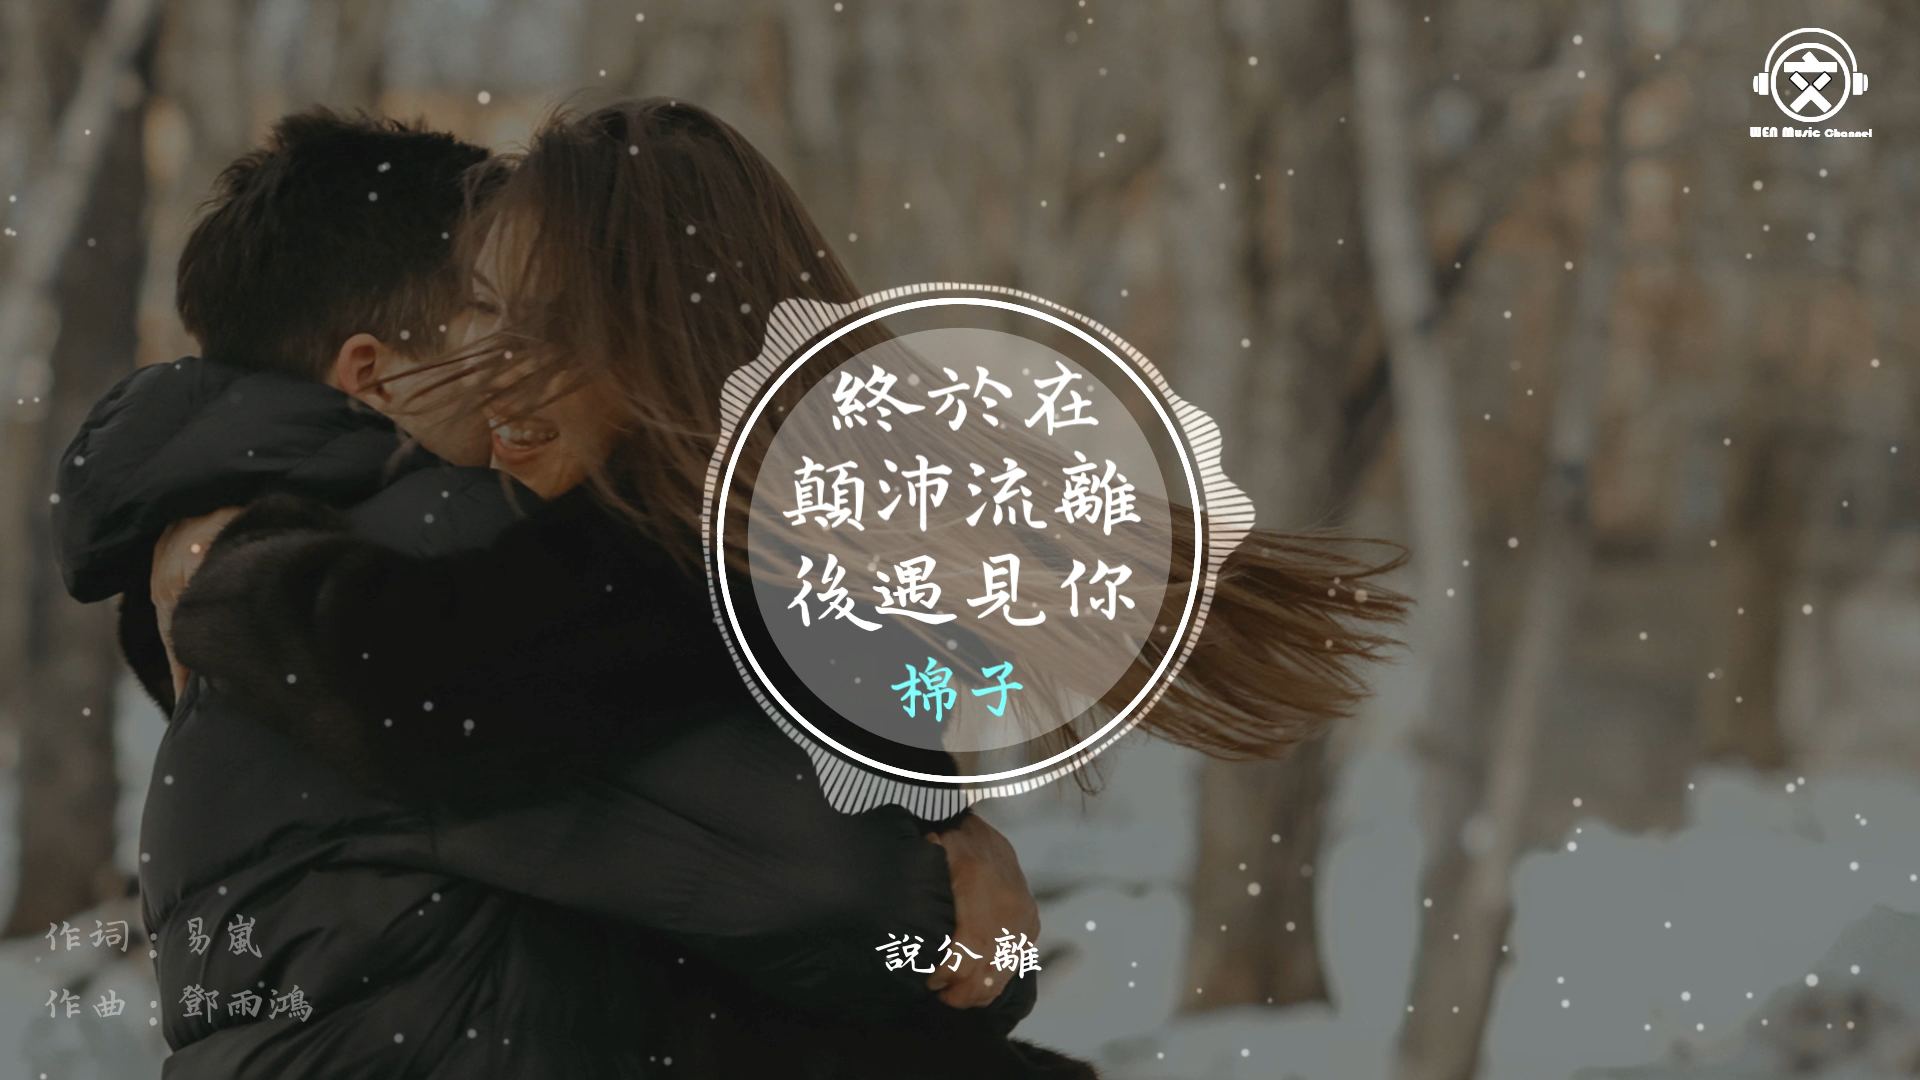 文
WEN Music Channel
終於在
顛沛流離
後遇見你
棉子
作词：易嵐
作曲：鄧雨鴻
說分離